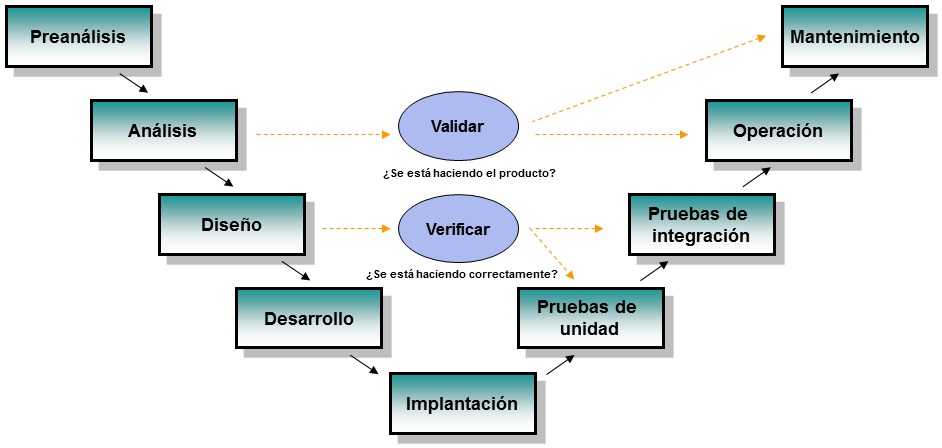 Preanálisis
Mantenimiento
Análisis
Validar
Operación
¿Se está haciendo el producto?
Diseño
Verificar
Pruebas de
integración
¿Se está haciendo correctamente?
Desarrollo
Pruebas de
unidad
Implantación